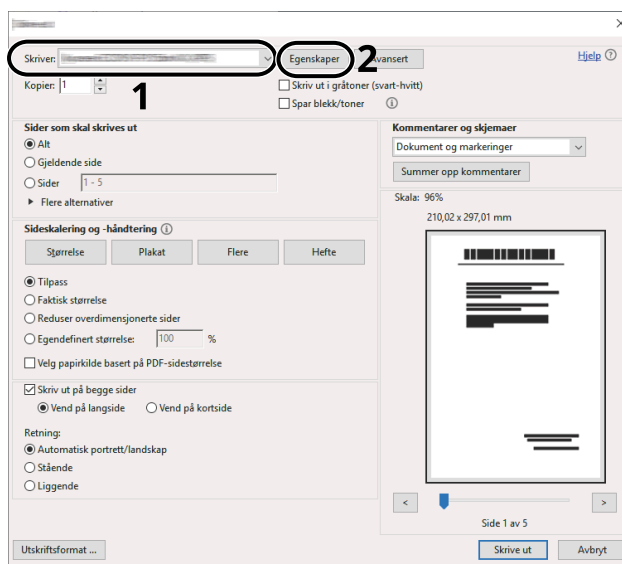 Skriver: Egenskaper Avansert Hjelp
1 2
Kopier: 1
Skriv ut i gråtoner (svart-hvitt)
Spar blekk/toner
Sider som skal skrives ut
Alt
Gjeldende side
Sider 1 - 5
Flere alternativer
Kommentarer og skjemaer
Dokument og markeringer
Summer opp kommentarer
Skala: 96%
210,02 x 297,01 mm
Sideskalering og -håndtering
Størrelse Plakat Flere Hefte
Tilpass
Faktisk størrelse
Reduser overdimensjonerte sider
Egendefinert størrelse: 100 %
Velg papirkilde basert på PDF-sidestørrelse
Skriv ut på begge sider
Vend på langside Vend på kortside
Retning:
Automatisk portrett/landskap
Stående
Liggende
< >
Side 1 av 5
Utskriftsformat ... Skrive ut Avbryt